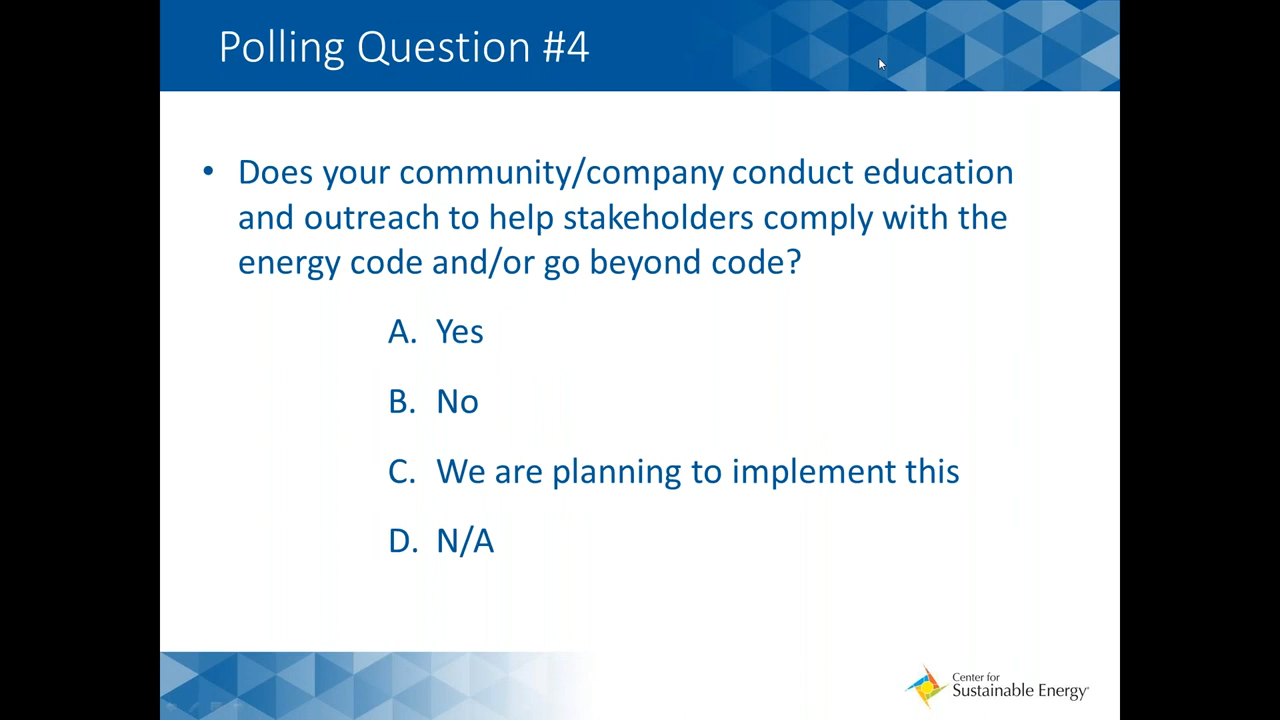 Polling Question #4
• Does your community/company conduct education
and outreach to help stakeholders comply with the
energy code and/or go beyond code?
A. Yes
B. No
C. We are planning to implement this
D. N/A
Center for
Sustainable Energy®